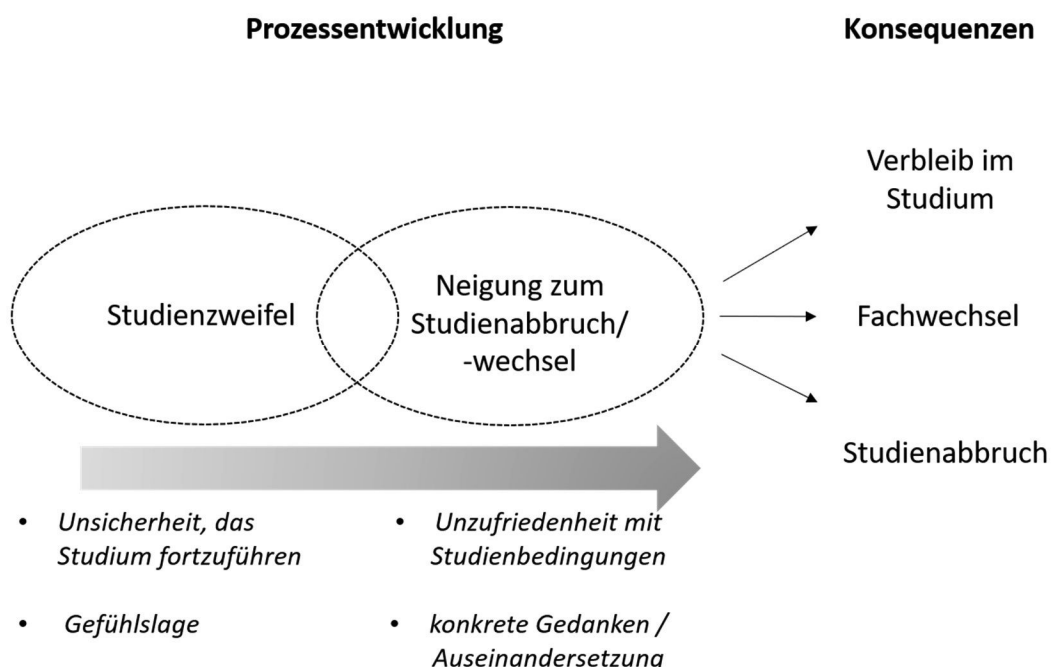 Prozessentwicklung
Konsequenzen
Studienzweifel
Neigung zum
Studienabbruch/
-wechsel
Verbleib im
Studium
Fachwechsel
Studienabbruch
• Unsicherheit, das
Studium fortzuführen
• Gefühlslage
• Unzufriedenheit mit
Studienbedingungen
• konkrete Gedanken /
Auseinandersetzung